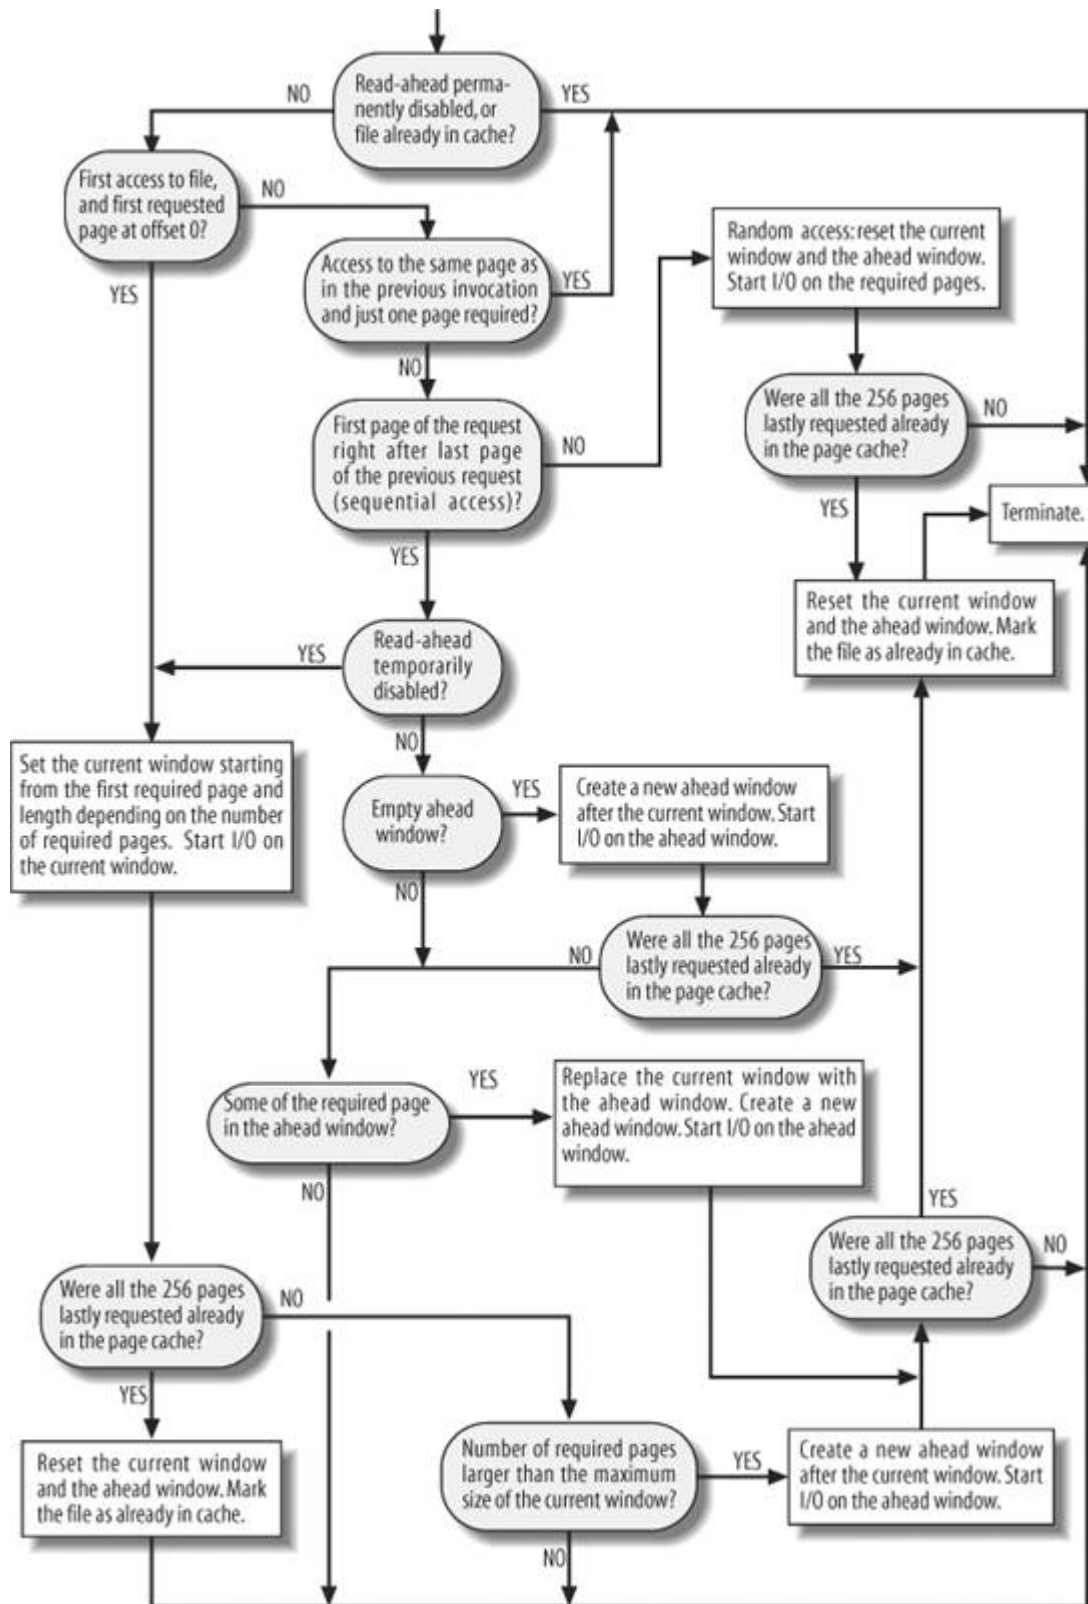 Read-ahead perma-
nently disabled, or
file already in cache?
NO
YES
First access to file,
and first requested
page at offset 0?
NO
YES
Access to the same page as
in the previous invocation
and just one page required?
YES
NO
Random access: reset the current
window and the ahead window.
Start I/O on the required pages.
First page of the request
right after last page
of the previous request
(sequential access)?
NO
YES
Were all the 256 pages
lastly requested already
in the page cache?
NO
YES
Terminate.
Reset the current window
and the ahead window. Mark
the file as already in cache.
Read-ahead
temporarily
disabled?
YES
NO
Set the current window starting
from the first required page and
length depending on the number
of required pages. Start I/O on
the current window.
Empty ahead
window?
YES
NO
Create a new ahead window
after the current window. Start
I/O on the ahead window.
Were all the 256 pages
lastly requested already
in the page cache?
NO
YES
Some of the required page
in the ahead window?
YES
NO
Replace the current window with
the ahead window. Create a new
ahead window. Start I/O on the ahead
window.
YES
Were all the 256 pages
lastly requested already
in the page cache?
NO
Were all the 256 pages
lastly requested already
in the page cache?
NO
YES
Reset the current window
and the ahead window. Mark
the file as already in cache.
Number of required pages
larger than the maximum
size of the current window?
YES
NO
Create a new ahead window
after the current window. Start
I/O on the ahead window.